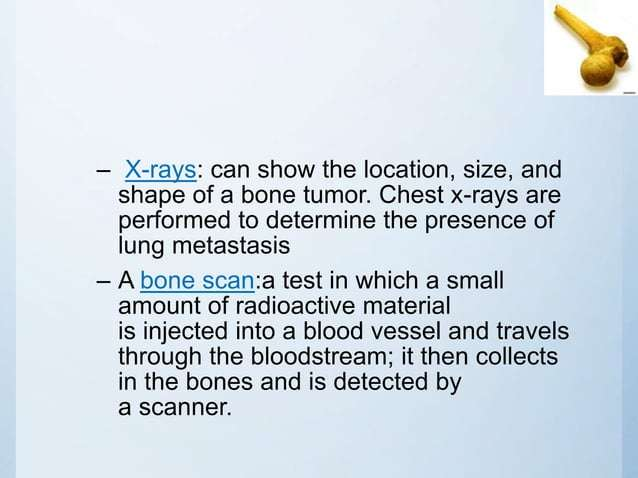 – X-rays: can show the location, size, and
shape of a bone tumor. Chest x-rays are
performed to determine the presence of
lung metastasis
– A bone scan:a test in which a small
amount of radioactive material
is injected into a blood vessel and travels
through the bloodstream; it then collects
in the bones and is detected by
a scanner.